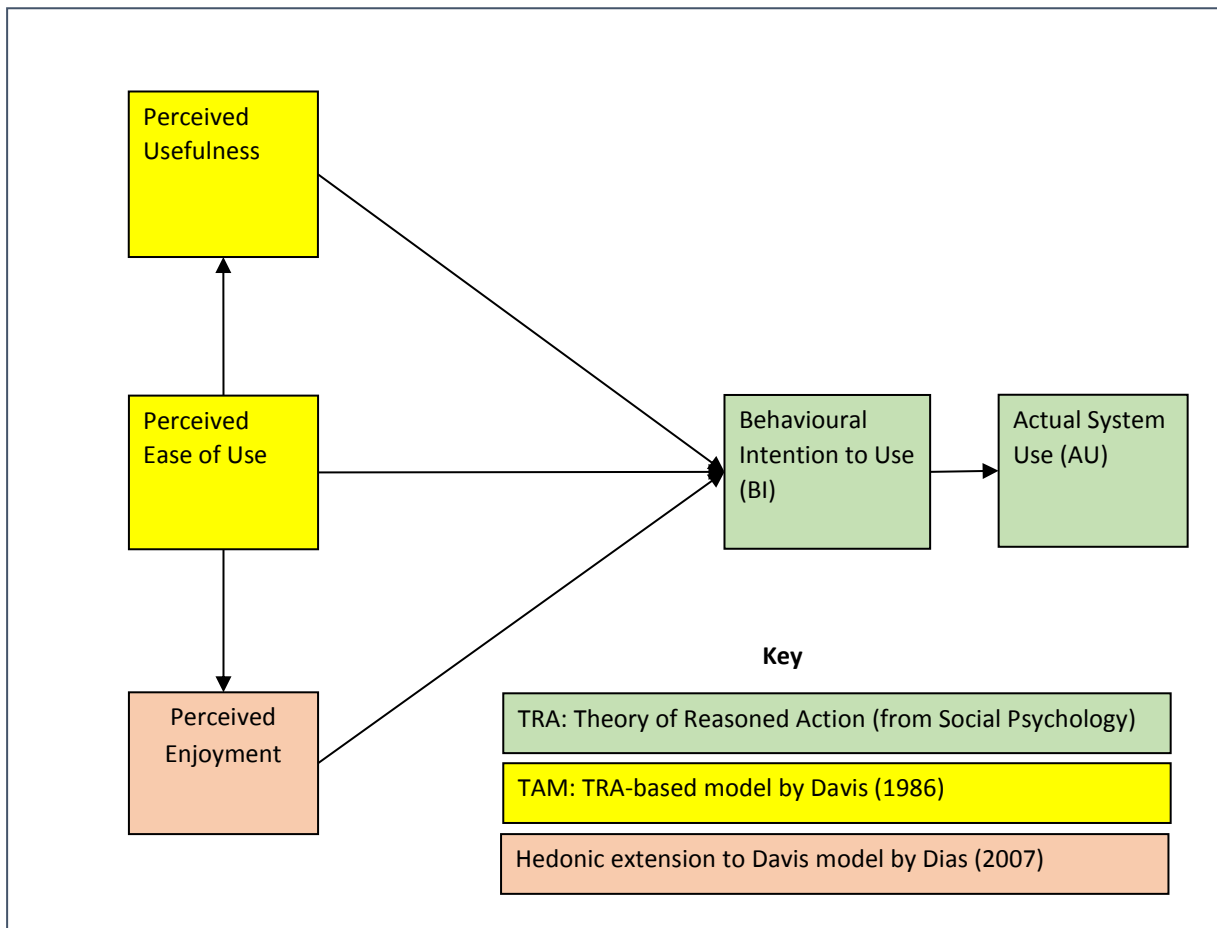 Perceived
Usefulness
Perceived
Ease of Use
Behavioural
Intention to Use
(BI)
Actual System
Use (AU)
Perceived
Enjoyment
Key
TRA: Theory of Reasoned Action (from Social Psychology)
TAM: TRA-based model by Davis (1986)
Hedonic extension to Davis model by Dias (2007)